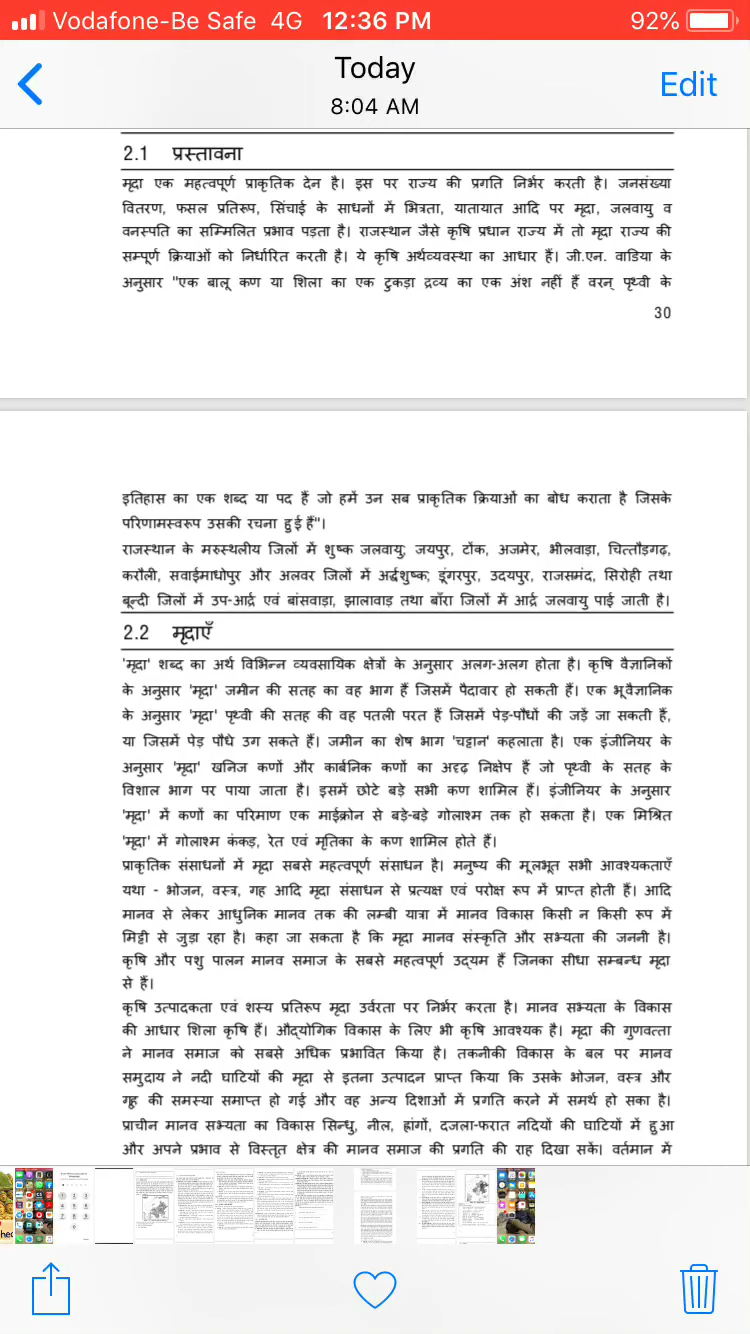 Vodafone-Be Safe 4G 12:36 PM 92%
Today
8:04 AM
Edit
2.1 प्रस्तावना
मृदा एक महत्वपूर्ण प्राकृतिक देन है। इस पर राज्य की प्रगति निर्भर करती है। जनसंख्या
वितरण, फसल प्रतिरूप, सिंचाई के साधनों में भिन्नता, यातायात आदि पर मृदा, जलवायु व
वनस्पति का सम्मिलित प्रभाव पड़ता है। राजस्थान जैसे कृषि प्रधान राज्य में तो मृदा राज्य की
सम्पूर्ण क्रियाओं को निर्धारित करती है। ये कृषि अर्थव्यवस्था का आधार हैं। जी.एन. वाडिया के
अनुसार "एक बालू कण या शिला का एक टुकड़ा द्रव्य का एक अंश नहीं हैं वरन् पृथ्वी के
30
इतिहास का एक शब्द या पद हैं जो हमें उन सब प्राकृतिक क्रियाओं का बोध कराता है जिसके
परिणामस्वरूप उसकी रचना हुई हैं"।
राजस्थान के मरुस्थलीय जिलों में शुष्क जलवायु; जयपुर, टोंक, अजमेर, भीलवाड़ा, चित्तौड़गढ़,
करौली, सवाईमाधोपुर और अलवर जिलों में अर्द्धशुष्क; डूंगरपुर, उदयपुर, राजसमंद, सिरोही तथा
बून्दी जिलों में उप-आर्द्र एवं बांसवाड़ा, झालावाड़ तथा बाँरा जिलों में आर्द्र जलवायु पाई जाती है।
2.2 मृदाएँ
'मृदा' शब्द का अर्थ विभिन्न व्यवसायिक क्षेत्रों के अनुसार अलग-अलग होता है। कृषि वैज्ञानिकों
के अनुसार 'मृदा' जमीन की सतह का वह भाग हैं जिसमें पैदावार हो सकती हैं। एक भूवैज्ञानिक
के अनुसार 'मृदा' पृथ्वी की सतह की वह पतली परत हैं जिसमें पेड़-पौधों की जड़ें जा सकती हैं,
या जिसमें पेड़ पौधे उग सकते हैं। जमीन का शेष भाग 'चट्टान' कहलाता है। एक इंजीनियर के
अनुसार 'मृदा' खनिज कणों और कार्बनिक कणों का अदृढ़ निक्षेप हैं जो पृथ्वी के सतह के
विशाल भाग पर पाया जाता है। इसमें छोटे बड़े सभी कण शामिल हैं। इंजीनियर के अनुसार
'मृदा' में कणों का परिमाण एक माईक्रोन से बड़े-बड़े गोलाश्म तक हो सकता है। एक मिश्रित
'मृदा' में गोलाश्म कंकड़, रेत एवं मृतिका के कण शामिल होते हैं।
प्राकृतिक संसाधनों में मृदा सबसे महत्वपूर्ण संसाधन है। मनुष्य की मूलभूत सभी आवश्यकताएँ
यथा - भोजन, वस्त्र, गह आदि मृदा संसाधन से प्रत्यक्ष एवं परोक्ष रूप में प्राप्त होती हैं। आदि
मानव से लेकर आधुनिक मानव तक की लम्बी यात्रा में मानव विकास किसी न किसी रूप में
मिट्टी से जुड़ा रहा है। कहा जा सकता है कि मृदा मानव संस्कृति और सभ्यता की जननी है।
कृषि और पशु पालन मानव समाज के सबसे महत्वपूर्ण उद्यम हैं जिनका सीधा सम्बन्ध मृदा
से हैं।
कृषि उत्पादकता एवं शस्य प्रतिरूप मृदा उर्वरता पर निर्भर करता है। मानव सभ्यता के विकास
की आधार शिला कृषि हैं। औद्योगिक विकास के लिए भी कृषि आवश्यक है। मृदा की गुणवत्ता
ने मानव समाज को सबसे अधिक प्रभावित किया है। तकनीकी विकास के बल पर मानव
समुदाय ने नदी घाटियों की मृदा से इतना उत्पादन प्राप्त किया कि उसके भोजन, वस्त्र और
गृह की समस्या समाप्त हो गई और वह अन्य दिशाओं में प्रगति करने में समर्थ हो सका है।
प्राचीन मानव सभ्यता का विकास सिन्धु, नील, ह्वांगों, दजला-फरात नदियों की घाटियों में हुआ
और अपने प्रभाव से विस्तृत क्षेत्र की मानव समाज की प्रगति की राह दिखा सकें। वर्तमान में